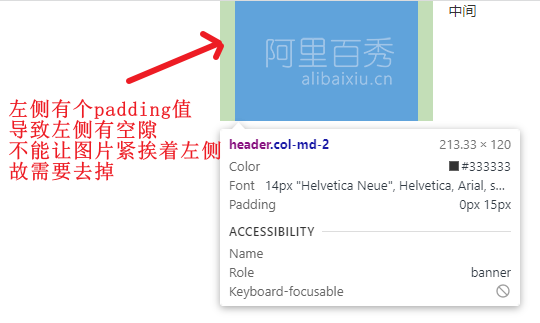 中间
阿里百秀
alibaixiu.cn
左侧有个padding值
导致左侧有空隙
不能让图片紧挨着左侧
故需要去掉
header.col-md-2 213.33 × 120
Color #333333
Font 14px "Helvetica Neue", Helvetica, Arial, s...
Padding 0px 15px
ACCESSIBILITY
Name
Role banner
Keyboard-focusable